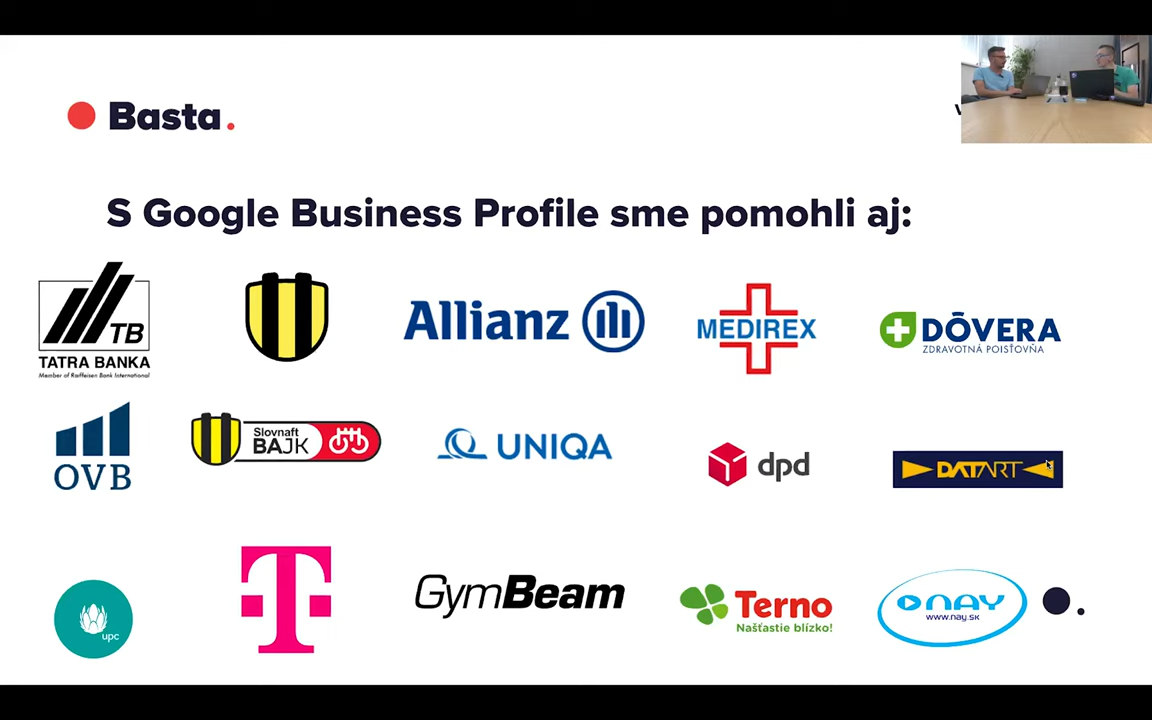 Basta.
S Google Business Profile sme pomohli aj:
TB
TATRA BANKA
Member of Raiffeisen Bank International
Allianz
MEDIREX
DÔVERA
ZDRAVOTNÁ POISŤOVŇA
OVB
Slovnaft
BAJK
UNIQA
dpd
DATART
upc
T
GymBeam
Terno
Našťastie blízko!
NAY
www.nay.sk